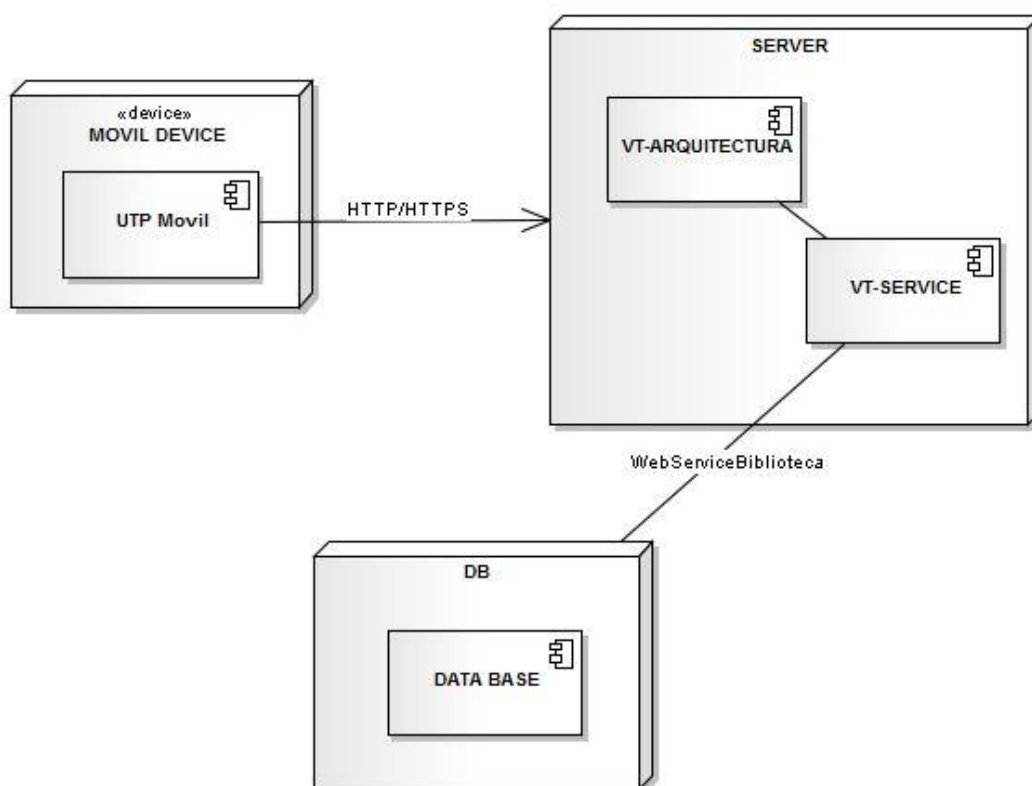 SERVER
«device»
MOVIL DEVICE
VT-ARQUITECTURA
UTP Movil
HTTP/HTTPS
VT-SERVICE
WebServiceBiblioteca
DB
DATA BASE